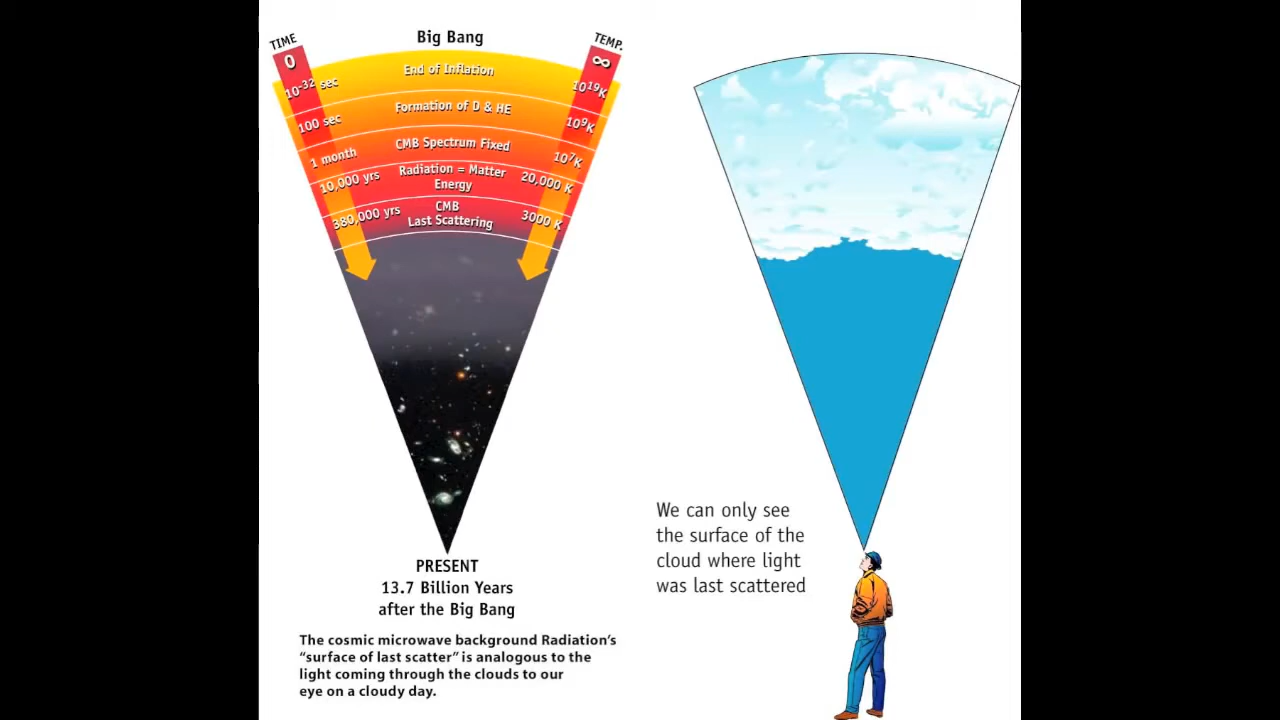 Big Bang
TIME
TEMP.
0
∞
10-32 sec
End of Inflation
1019K
100 sec
Formation of D & HE
109K
1 month
CMB Spectrum Fixed
107K
10,000 yrs
Radiation = Matter
Energy
20,000 K
380,000 yrs
CMB
Last Scattering
3000 K
PRESENT
13.7 Billion Years
after the Big Bang
The cosmic microwave background Radiation's
"surface of last scatter" is analogous to the
light coming through the clouds to our
eye on a cloudy day.
We can only see
the surface of the
cloud where light
was last scattered